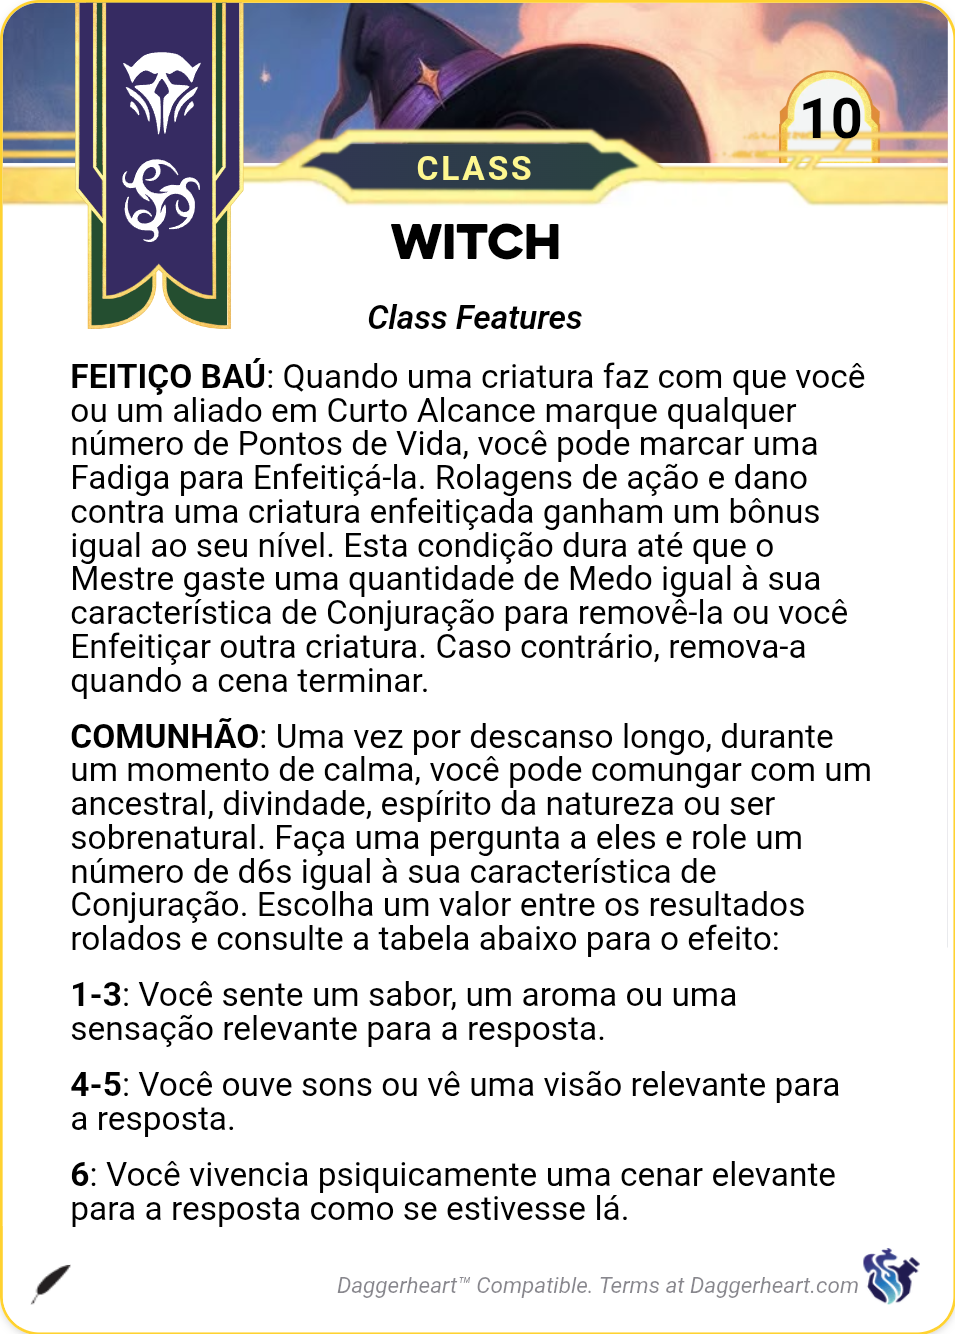 10
CLASS
WITCH
Class Features
FEITIÇO BAÚ: Quando uma criatura faz com que você
ou um aliado em Curto Alcance marque qualquer
número de Pontos de Vida, você pode marcar uma
Fadiga para Enfeitiçá-la. Rolagens de ação e dano
contra uma criatura enfeitiçada ganham um bônus
igual ao seu nível. Esta condição dura até que o
Mestre gaste uma quantidade de Medo igual à sua
característica de Conjuração para removê-la ou você
Enfeitiçar outra criatura. Caso contrário, remova-a
quando a cena terminar.
COMUNHÃO: Uma vez por descanso longo, durante
um momento de calma, você pode comungar com um
ancestral, divindade, espírito da natureza ou ser
sobrenatural. Faça uma pergunta a eles e role um
número de d6s igual à sua característica de
Conjuração. Escolha um valor entre os resultados
rolados e consulte a tabela abaixo para o efeito:
1-3: Você sente um sabor, um aroma ou uma
sensação relevante para a resposta.
4-5: Você ouve sons ou vê uma visão relevante para
a resposta.
6: Você vivencia psiquicamente uma cenar elevante
para a resposta como se estivesse lá.
Daggerheart™ Compatible. Terms at Daggerheart.com